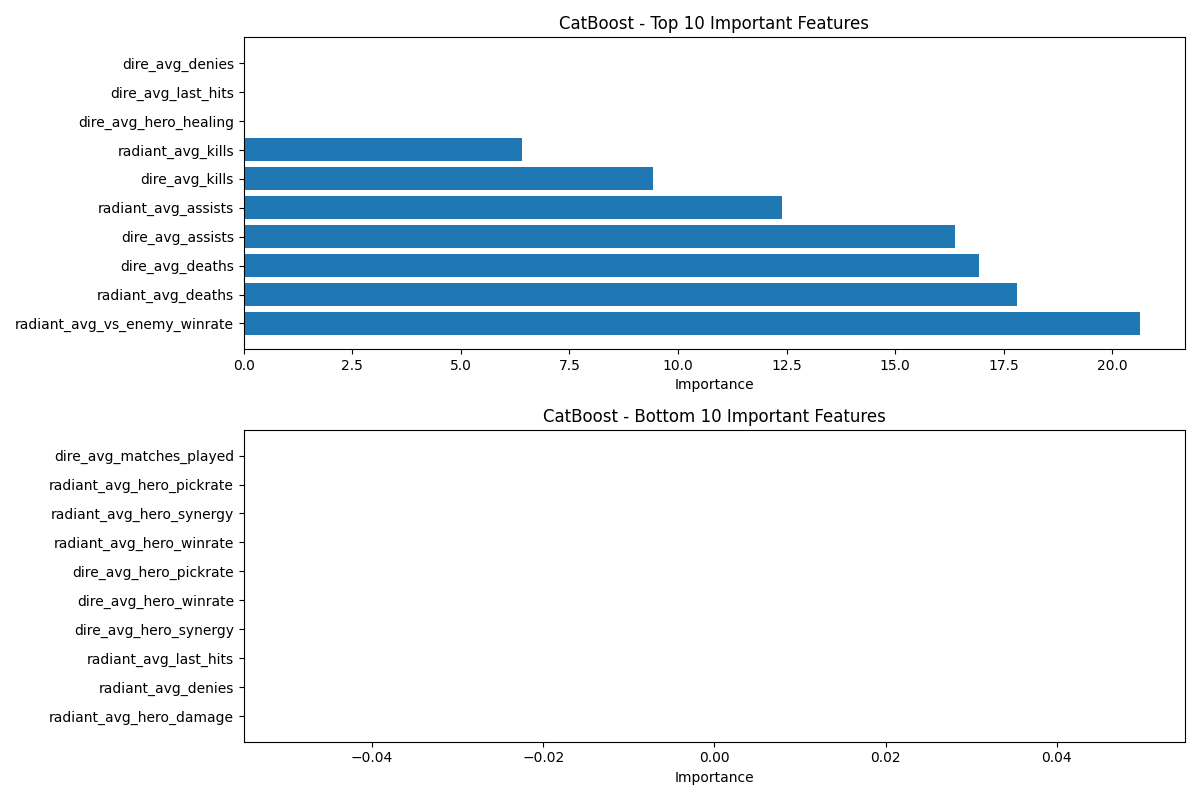 CatBoost - Top 10 Important Features
dire_avg_denies
dire_avg_last_hits
dire_avg_hero_healing
radiant_avg_kills
dire_avg_kills
radiant_avg_assists
dire_avg_assists
dire_avg_deaths
radiant_avg_deaths
radiant_avg_vs_enemy_winrate
0.0 2.5 5.0 7.5 10.0 12.5 15.0 17.5 20.0
Importance
CatBoost - Bottom 10 Important Features
dire_avg_matches_played
radiant_avg_hero_pickrate
radiant_avg_hero_synergy
radiant_avg_hero_winrate
dire_avg_hero_pickrate
dire_avg_hero_winrate
dire_avg_hero_synergy
radiant_avg_last_hits
radiant_avg_denies
radiant_avg_hero_damage
−0.04 −0.02 0.00 0.02 0.04
Importance